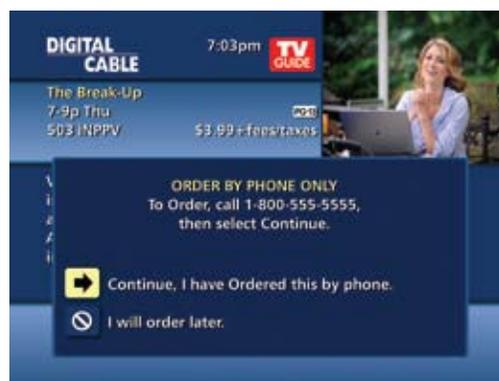 DIGITAL
CABLE
7:03pm
TV
GUIDE
The Break-Up
7-9p Thu
PG-13
503 INPPV
$3.99+fees/taxes
ORDER BY PHONE ONLY
To Order, call 1-800-555-5555,
then select Continue.
Continue, I have Ordered this by phone.
I will order later.